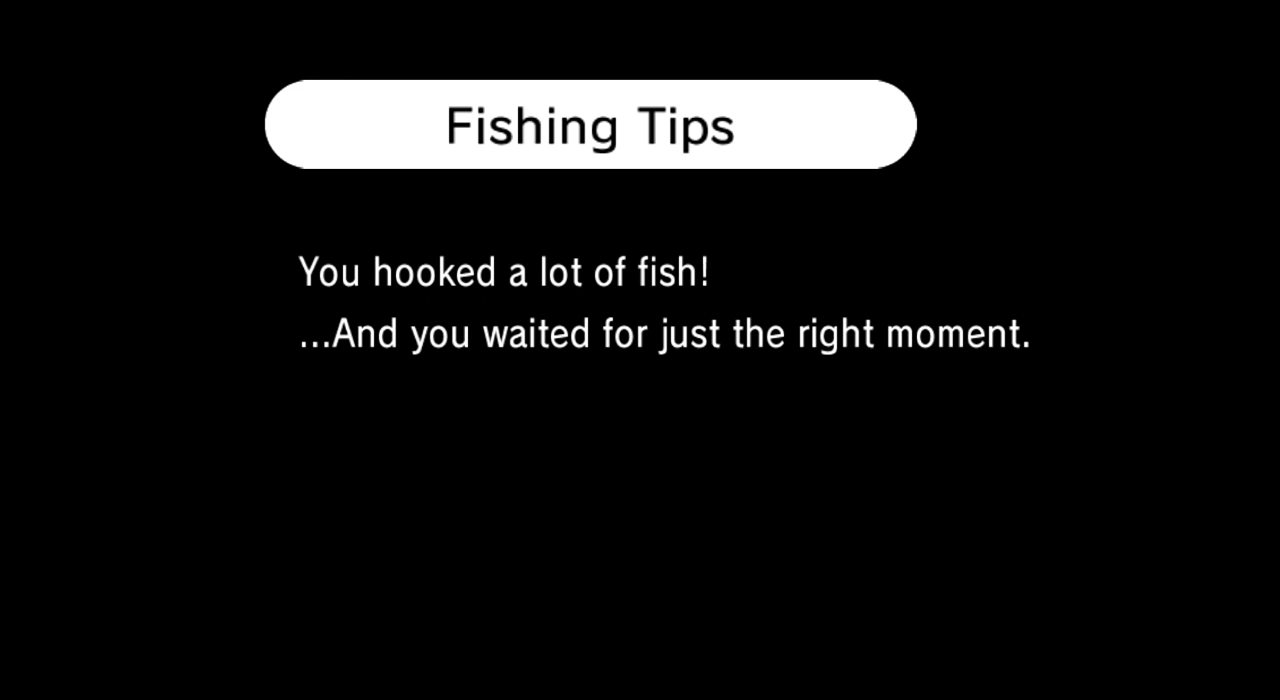 Fishing Tips
You hooked a lot of fish!
...And you waited for just the right moment.